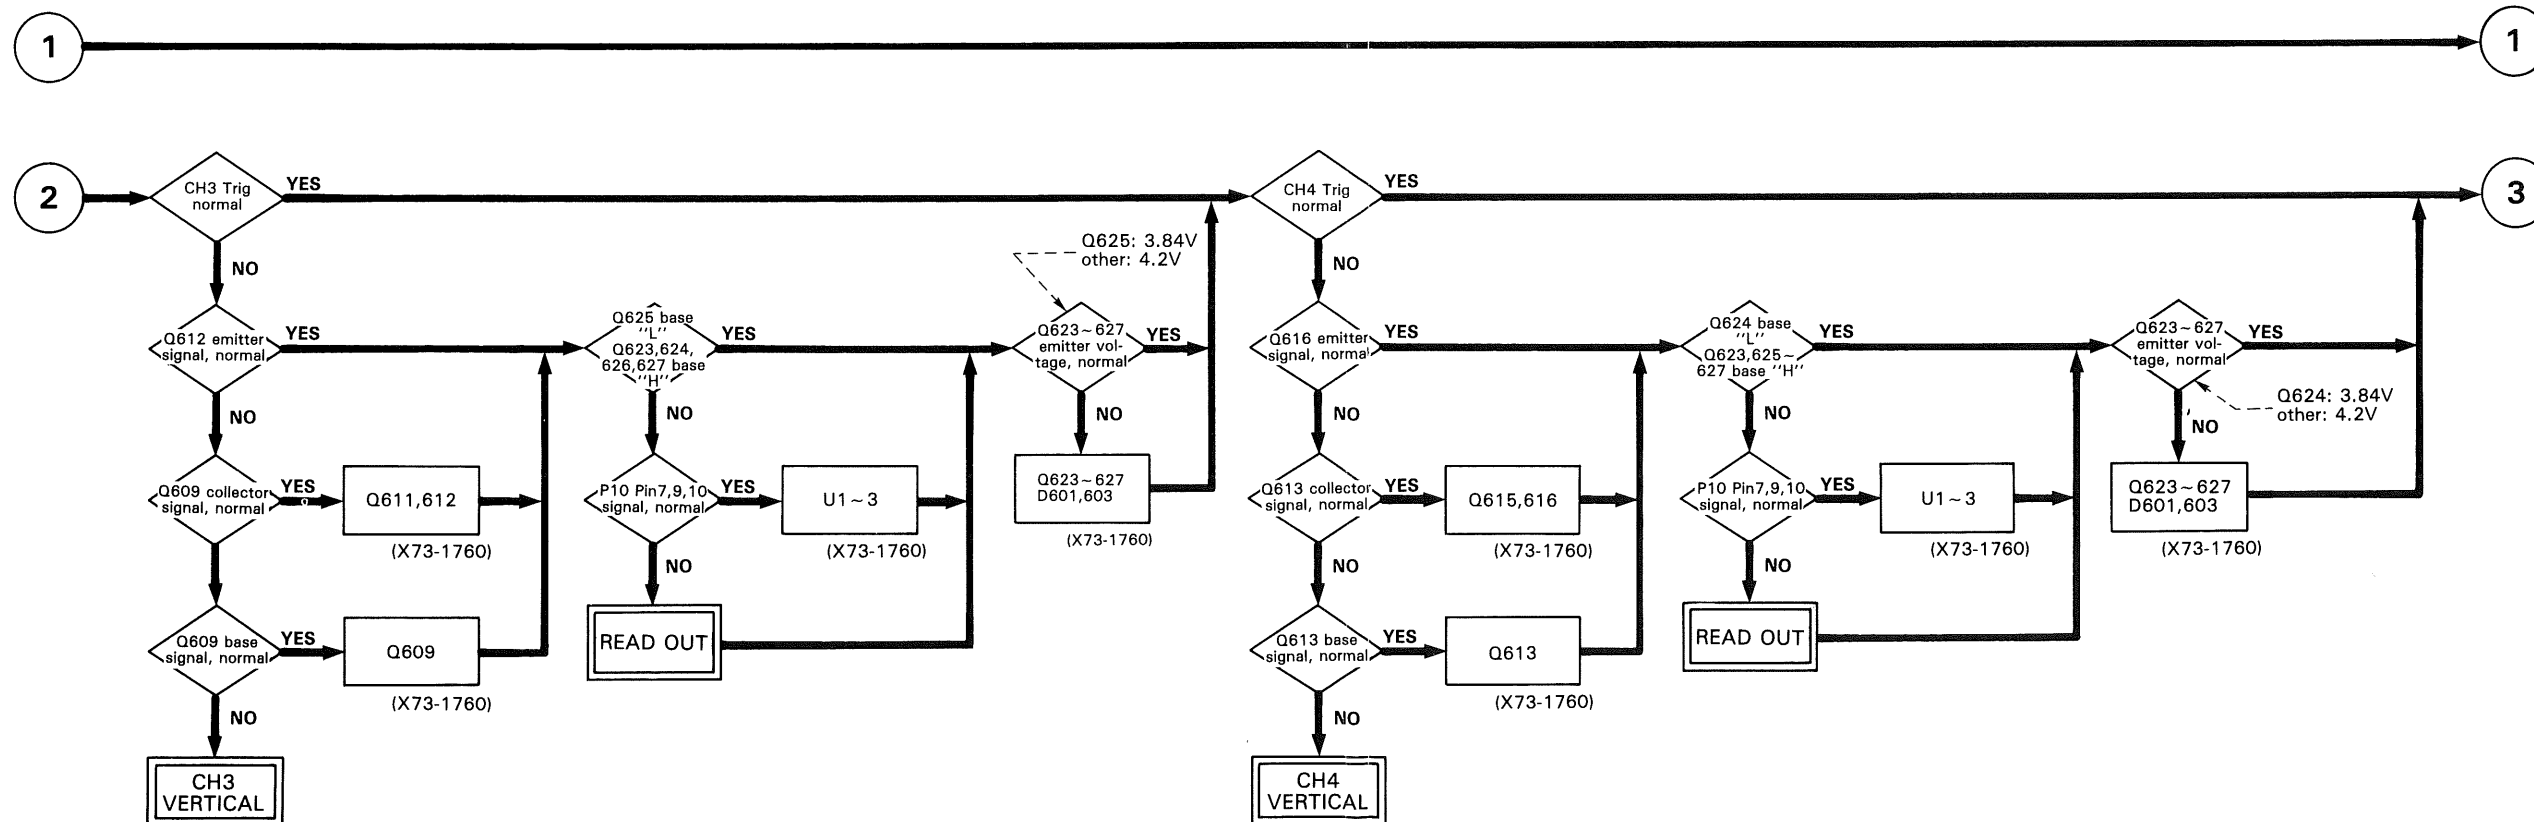 1
1
2
CH3 Trig
normal
YES
NO
Q612 emitter
signal, normal
YES
NO
Q609 collector
signal, normal
YES
Q611,612
(X73-1760)
Q609 base
signal, normal
YES
Q609
(X73-1760)
NO
CH3
VERTICAL
Q625 base
"L"
Q623,624,
626,627 base
"H"
YES
NO
P10 Pin7,9,10
signal, normal
YES
U1~3
(X73-1760)
NO
READ OUT
Q625: 3.84V
other: 4.2V
Q623~627
emitter vol-
tage, normal
YES
NO
Q623~627
D601,603
(X73-1760)
CH4 Trig
normal
YES
NO
Q616 emitter
signal, normal
YES
NO
Q613 collector
signal, normal
YES
Q615,616
(X73-1760)
NO
Q613 base
signal, normal
YES
Q613
(X73-1760)
NO
CH4
VERTICAL
Q624 base
"L"
Q623,625~
627 base "H"
YES
NO
P10 Pin7,9,10
signal, normal
YES
U1~3
(X73-1760)
NO
READ OUT
Q623~627
emitter vol-
tage, normal
YES
Q624: 3.84V
other: 4.2V
NO
Q623~627
D601,603
(X73-1760)
3